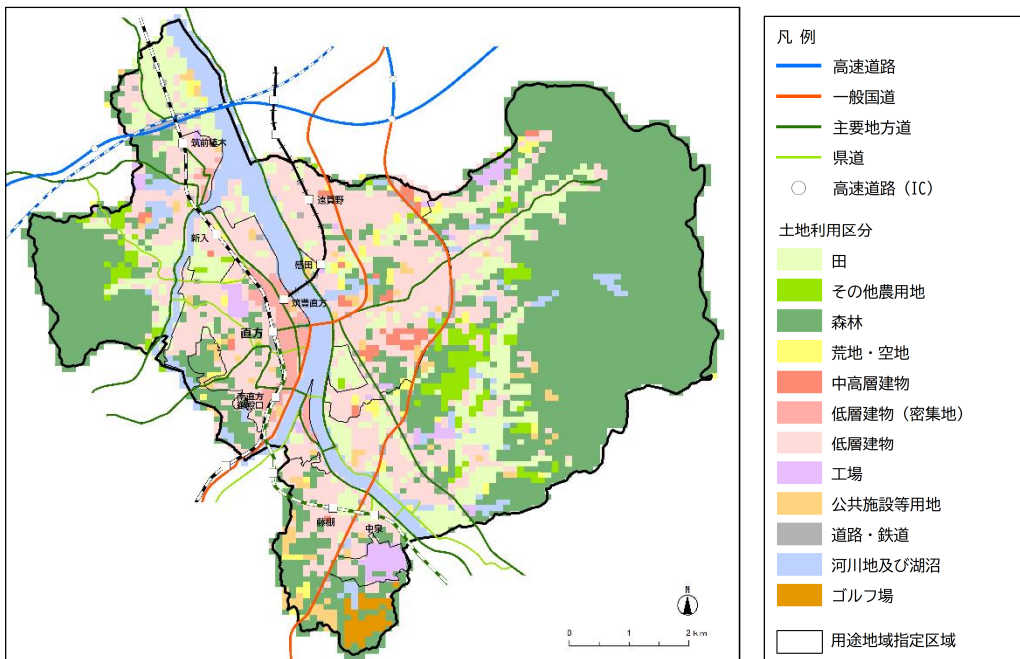 筑前植木
遠賀野
新入
感田
筑豊直方
直方
南直方
御殿口
藤棚
中泉
N
0 1 2 km
凡 例
高速道路
一般国道
主要地方道
県道
高速道路（IC）
土地利用区分
田
その他農用地
森林
荒地・空地
中高層建物
低層建物（密集地）
低層建物
工場
公共施設等用地
道路・鉄道
河川地及び湖沼
ゴルフ場
用途地域指定区域